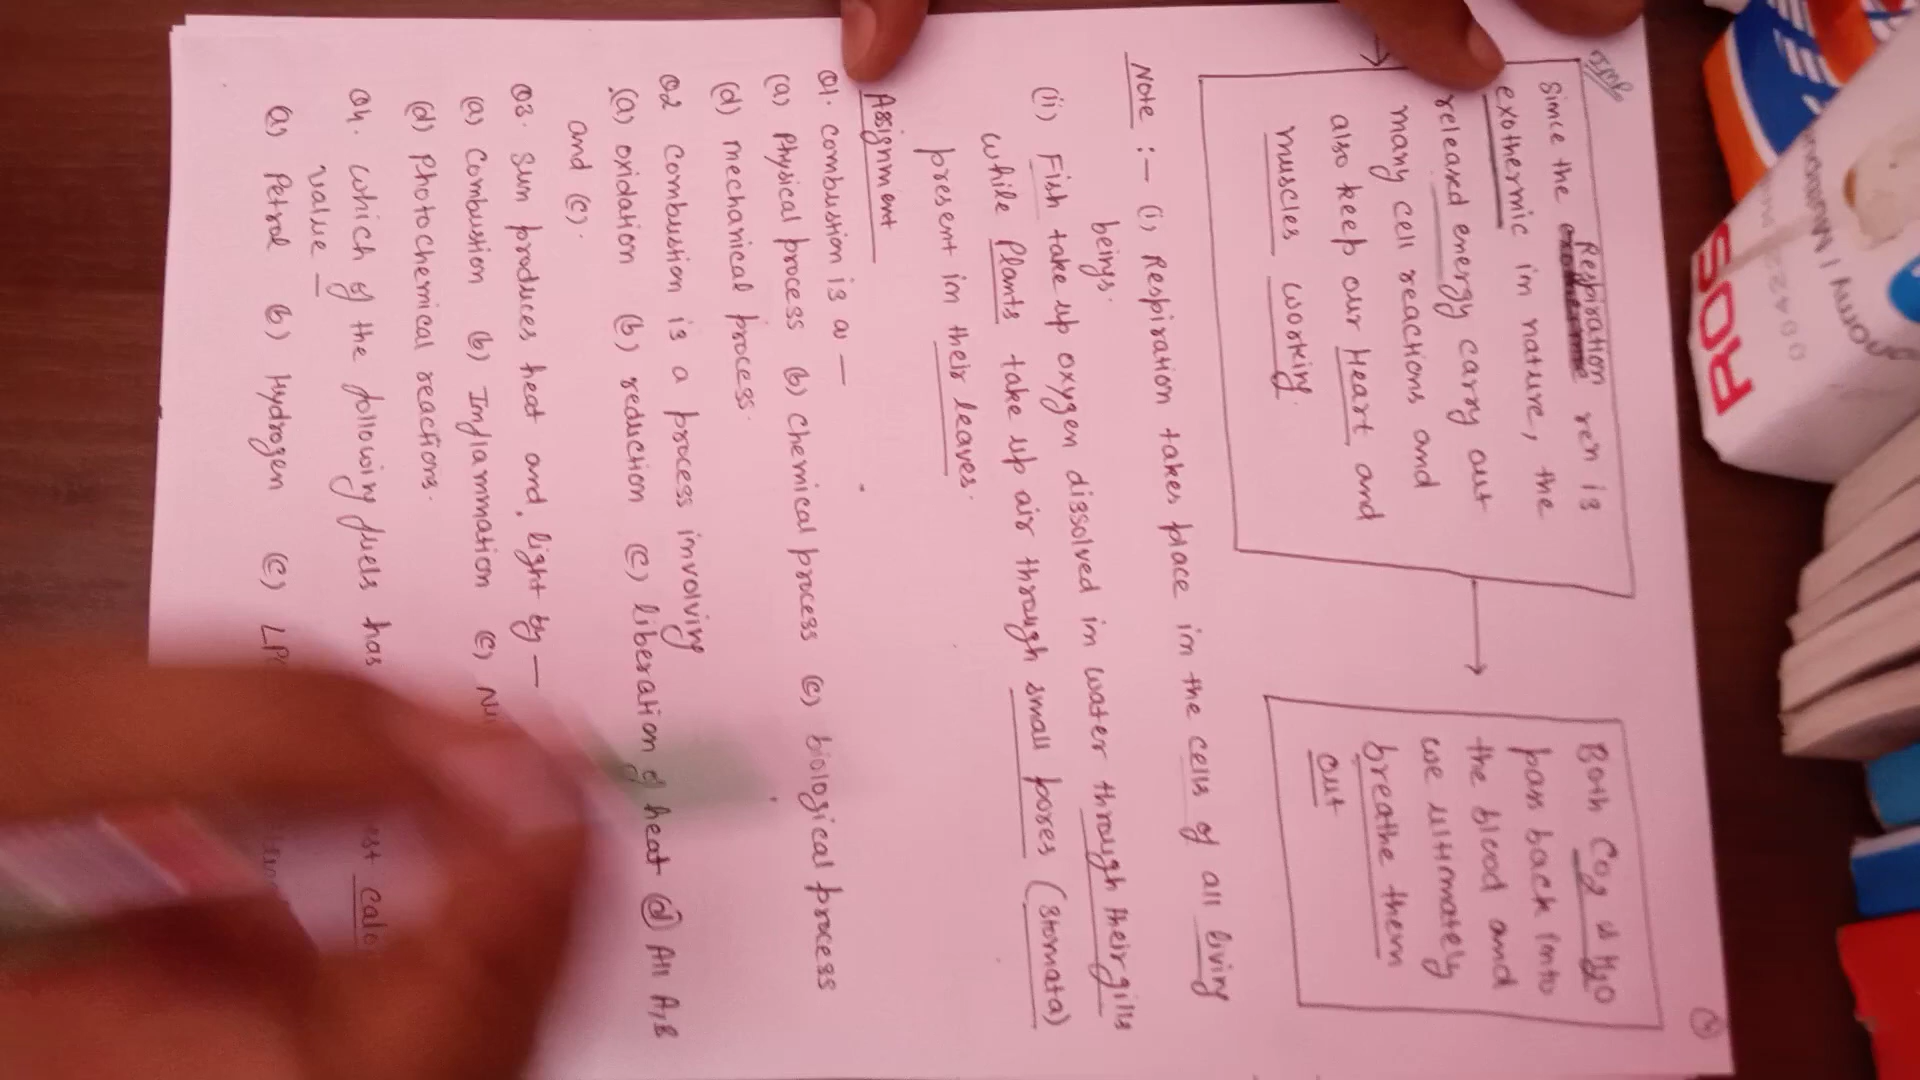 Imp
Respiration rxn is
Since the
exothermic in nature, the
releasd energy carry out
many cell reactions and
also keep our Heart and
muscles working.
Both CO2 & H2O
pass back into
the blood and
we ultimately
breathe them
out
Note :- (i) Respiration takes place in the cells of all living
beings.
(ii) Fish take up oxygen dissolved in water through their gills
while Plants take up air through small pores (stomata)
present in their leaves.
Assignment
Q1. Combustion is a —
(a) Physical process (b) chemical process (c) biological process
(d) mechanical process.
Q2 Combustion is a process involving
(a) oxidation (b) reduction (c) liberation of heat (d) All A,B
and (c).
Q3. Sun produces heat and light by —
(a) Combustion (b) Inflammation (c)
(d) Photochemical reactions.
Q4. Which of the following fuels has
value —
(a) Petrol (b) Hydrogen (c)